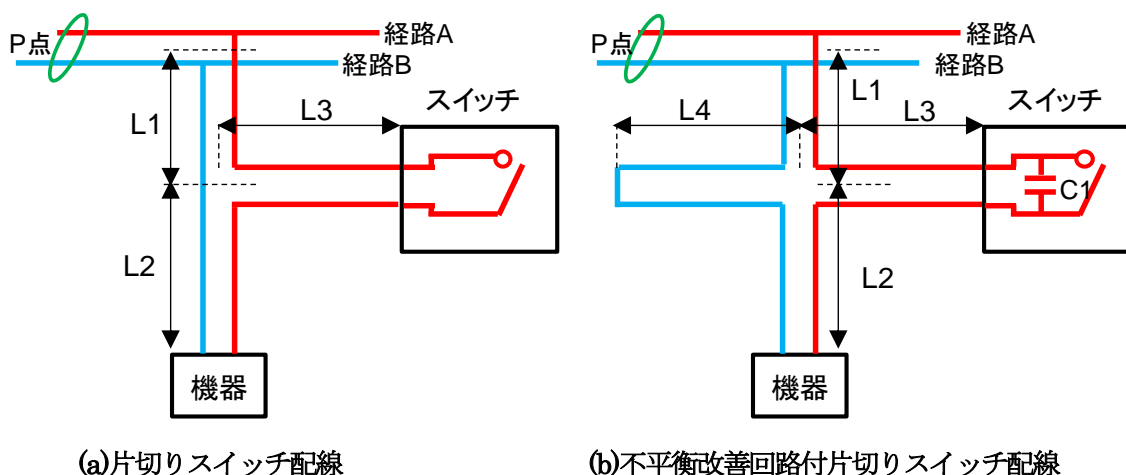 P点
経路A
経路B
L1
L3
スイッチ
L2
機器
(a)片切りスイッチ配線
P点
経路A
経路B
L1
L4
L3
スイッチ
C1
L2
機器
(b)不平衡改善回路付片切りスイッチ配線